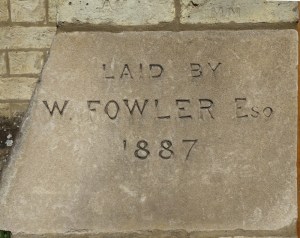 LAID BY
W. FOWLER ESQ
1887